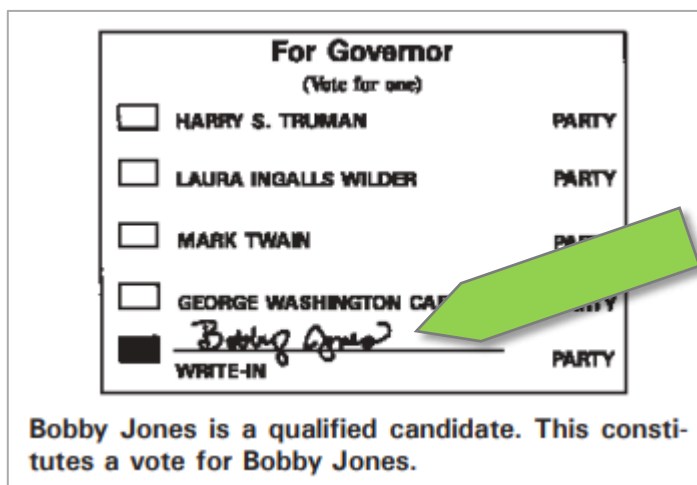 For Governor
(Vote for one)
HARRY S. TRUMAN PARTY
LAURA INGALLS WILDER PARTY
MARK TWAIN
GEORGE WASHINGTON
Bobby Jones
WRITE-IN PARTY
Bobby Jones is a qualified candidate. This consti-
tutes a vote for Bobby Jones.